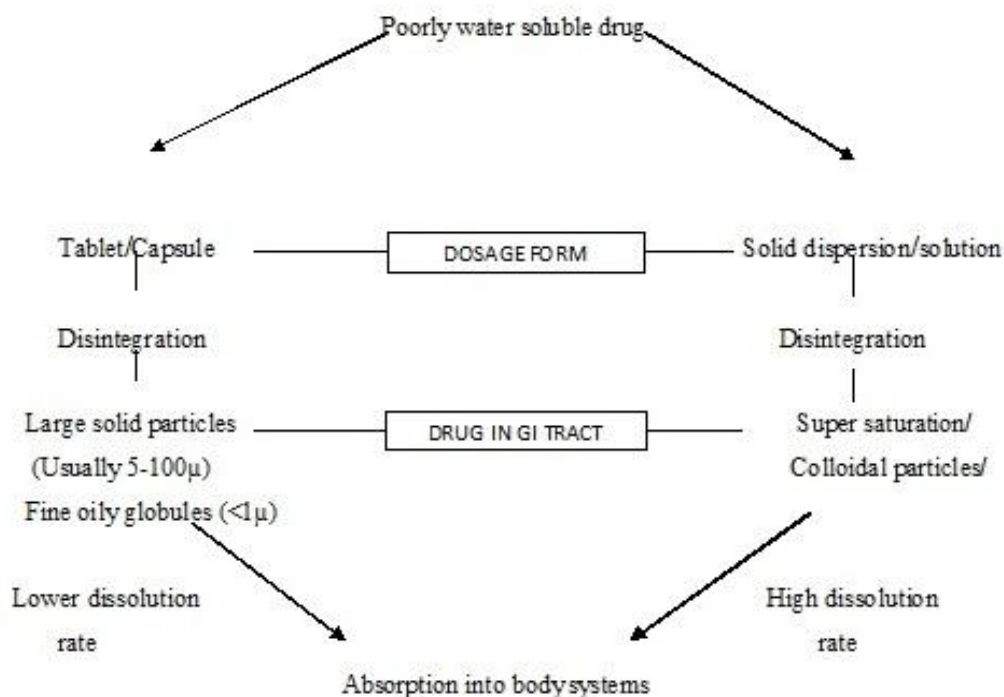 Poorly water soluble drug
Tablet/Capsule
DOSAGE FORM
Solid dispersion/solution
Disintegration
Disintegration
Large solid particles
(Usually 5-100μ)
Fine oily globules (<1μ)
DRUG IN GI TRACT
Super saturation/
Colloidal particles/
Lower dissolution
rate
High dissolution
rate
Absorption into body systems